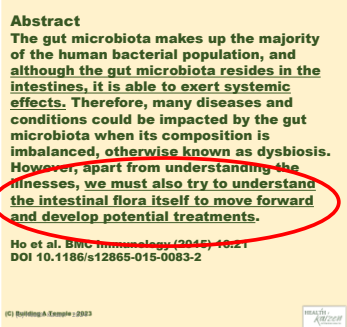 Abstract
The gut microbiota makes up the majority
of the human bacterial population, and
although the gut microbiota resides in the
intestines, it is able to exert systemic
effects. Therefore, many diseases and
conditions could be impacted by the gut
microbiota when its composition is
imbalanced, otherwise known as dysbiosis.
However, apart from understanding the
illnesses, we must also try to understand
the intestinal flora itself to move forward
and develop potential treatments.
Ho et al. BMC Immunology (2015) 16:21
DOI 10.1186/s12865-015-0083-2
(C) Building A Temple - 2023
HEALTH
KAIZEN